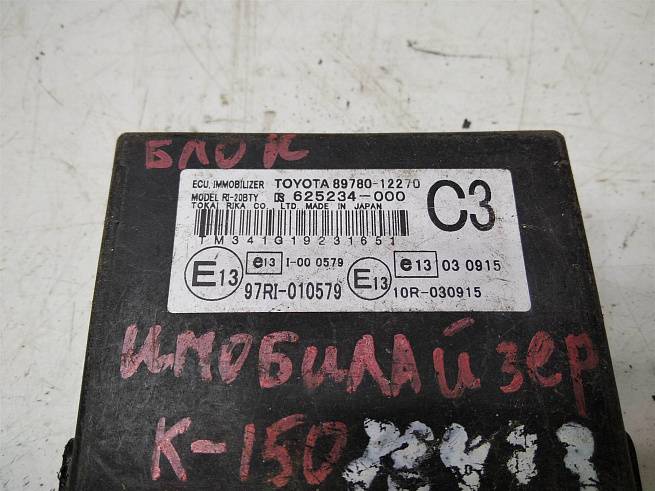 БЛОК
ECU, IMMOBILIZER TOYOTA 89780-12270
MODEL RI-20BTY 625234-000
C3
TOKAI RIKA CO. LTD. MADE IN JAPAN
TM341G19231651
E13 e13 I-00 0579 E13 e13 03 0915
97RI-010579 10R-030915
ИМОБИЛАЙЗЕР
К-150